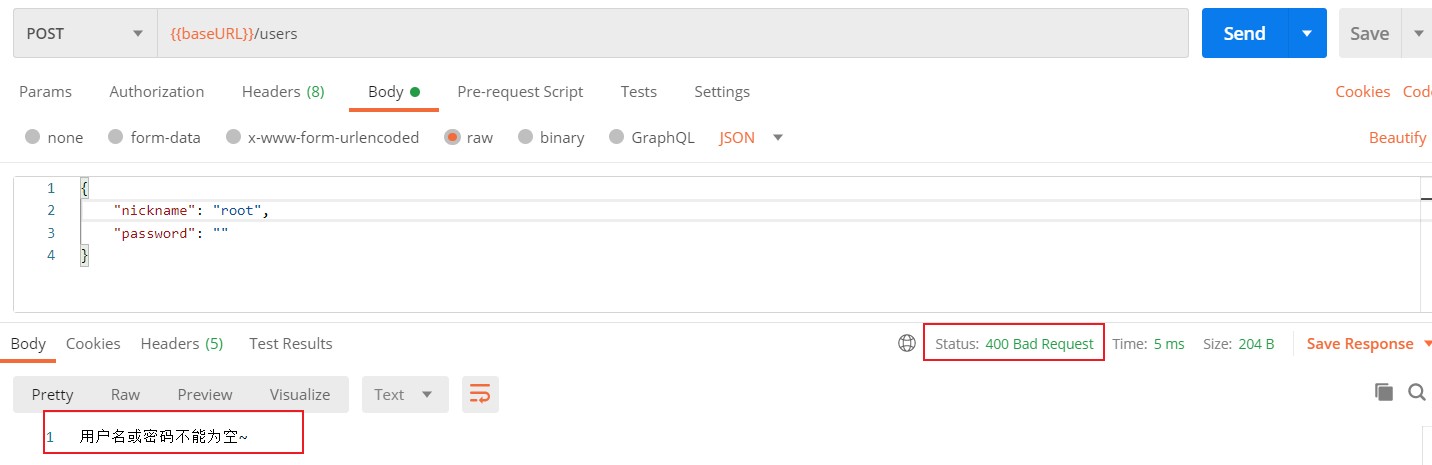 POST {{baseURL}}/users Send Save
Params Authorization Headers (8) Body Pre-request Script Tests Settings Cookies Code
none form-data x-www-form-urlencoded raw binary GraphQL JSON Beautify
1 {
2 "nickname": "root",
3 "password": ""
4 }
Body Cookies Headers (5) Test Results Status: 400 Bad Request Time: 5 ms Size: 204 B Save Response
Pretty Raw Preview Visualize Text
1 用户名或密码不能为空~